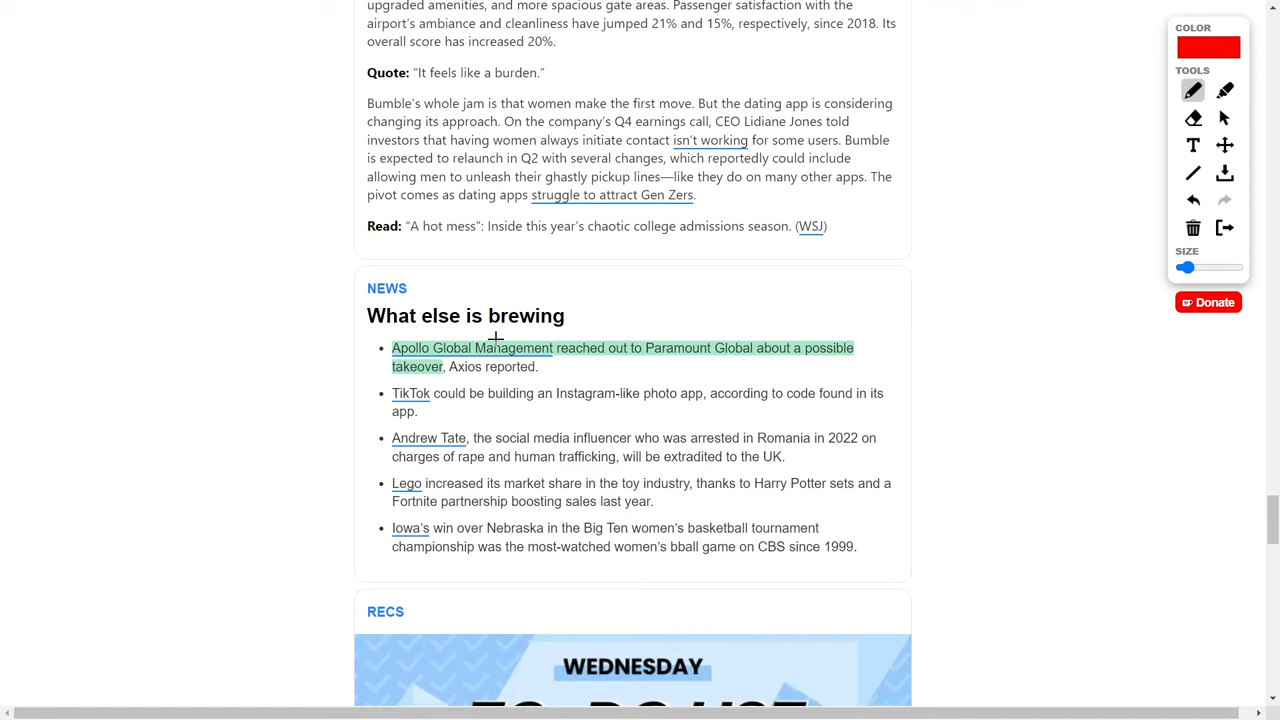 upgraded amenities, and more spacious gate areas. Passenger satisfaction with the
airport’s ambiance and cleanliness have jumped 21% and 15%, respectively, since 2018. Its
overall score has increased 20%.
Quote: “It feels like a burden.”
Bumble’s whole jam is that women make the first move. But the dating app is considering
changing its approach. On the company’s Q4 earnings call, CEO Lidiane Jones told
investors that having women always initiate contact isn’t working for some users. Bumble
is expected to relaunch in Q2 with several changes, which reportedly could include
allowing men to unleash their ghastly pickup lines—like they do on many other apps. The
pivot comes as dating apps struggle to attract Gen Zers.
Read: “A hot mess”: Inside this year’s chaotic college admissions season. (WSJ)
NEWS
What else is brewing
• Apollo Global Management reached out to Paramount Global about a possible
takeover, Axios reported.
• TikTok could be building an Instagram-like photo app, according to code found in its
app.
• Andrew Tate, the social media influencer who was arrested in Romania in 2022 on
charges of rape and human trafficking, will be extradited to the UK.
• Lego increased its market share in the toy industry, thanks to Harry Potter sets and a
Fortnite partnership boosting sales last year.
• Iowa’s win over Nebraska in the Big Ten women’s basketball tournament
championship was the most-watched women’s bball game on CBS since 1999.
RECS
WEDNESDAY
COLOR
TOOLS
T
SIZE
Donate